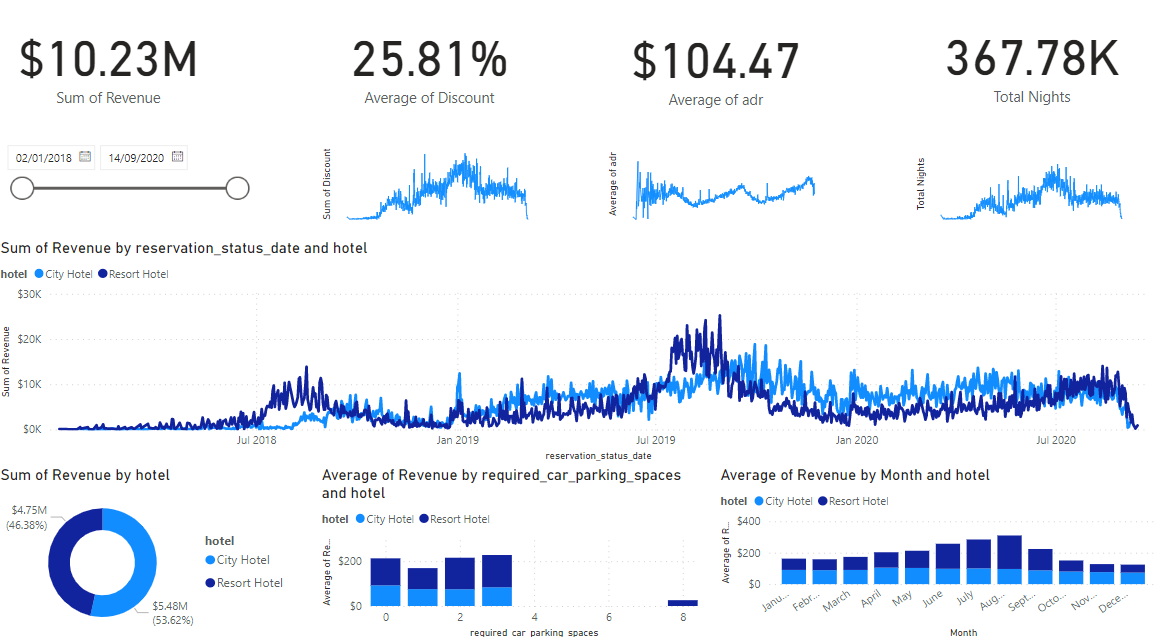 $10.23M
Sum of Revenue
25.81%
Average of Discount
$104.47
Average of adr
367.78K
Total Nights
02/01/2018
14/09/2020
Sum of Discount
Average of adr
Total Nights
Sum of Revenue by reservation_status_date and hotel
hotel City Hotel Resort Hotel
Sum of Revenue
$30K
$20K
$10K
$0K
Jul 2018 Jan 2019 Jul 2019 Jan 2020 Jul 2020
reservation_status_date
Sum of Revenue by hotel
$4.75M
(46.38%)
$5.48M
(53.62%)
hotel
City Hotel
Resort Hotel
Average of Revenue by required_car_parking_spaces
and hotel
hotel City Hotel Resort Hotel
Average of Re...
$200
$0
0 2 4 6 8
required_car_parking_spaces
Average of Revenue by Month and hotel
hotel City Hotel Resort Hotel
Average of R...
$400
$200
$0
Janu... Febr... March April May June July Aug... Sept... Octo... Nov... Dece...
Month